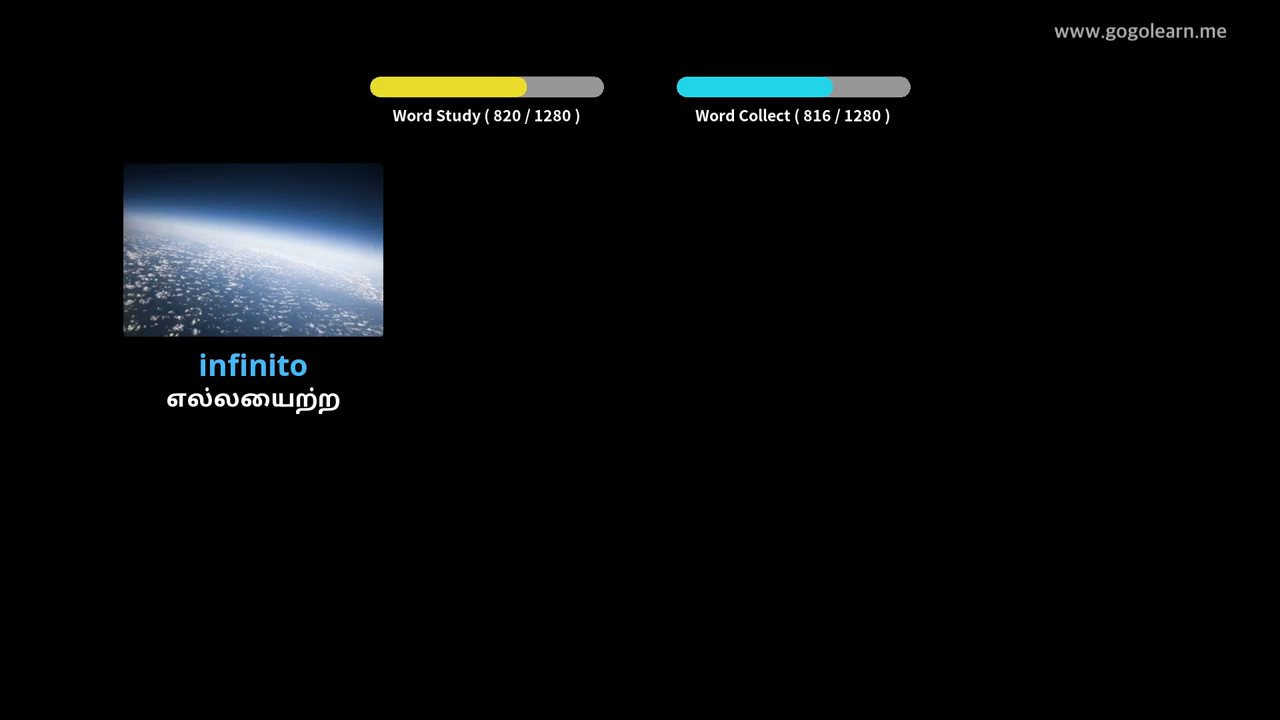 www.gogolearn.me
Word Study ( 820 / 1280 )
Word Collect ( 816 / 1280 )
infinito
எல்லையற்ற